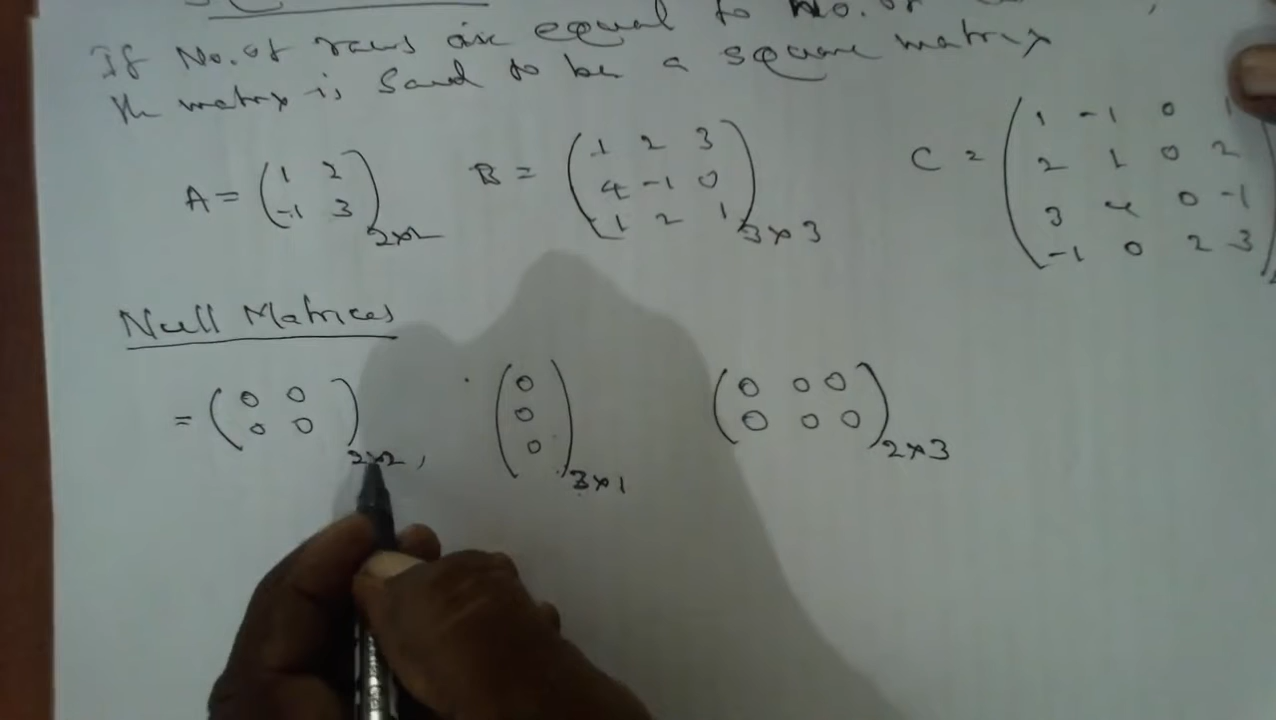 If No. of rows are equal to No. of
the matrix is said to be a square matrix
A = (1 2 -1 3) 2×2 B = (1 2 3 4 -1 0 1 2 1) 3×3 C = (1 -1 0 1 2 1 0 2 3 4 0 -1 -1 0 2 3)
Null Matrices
= (0 0 0 0) 2×2, (0 0 0) 3×1 (0 0 0 0 0 0) 2×3